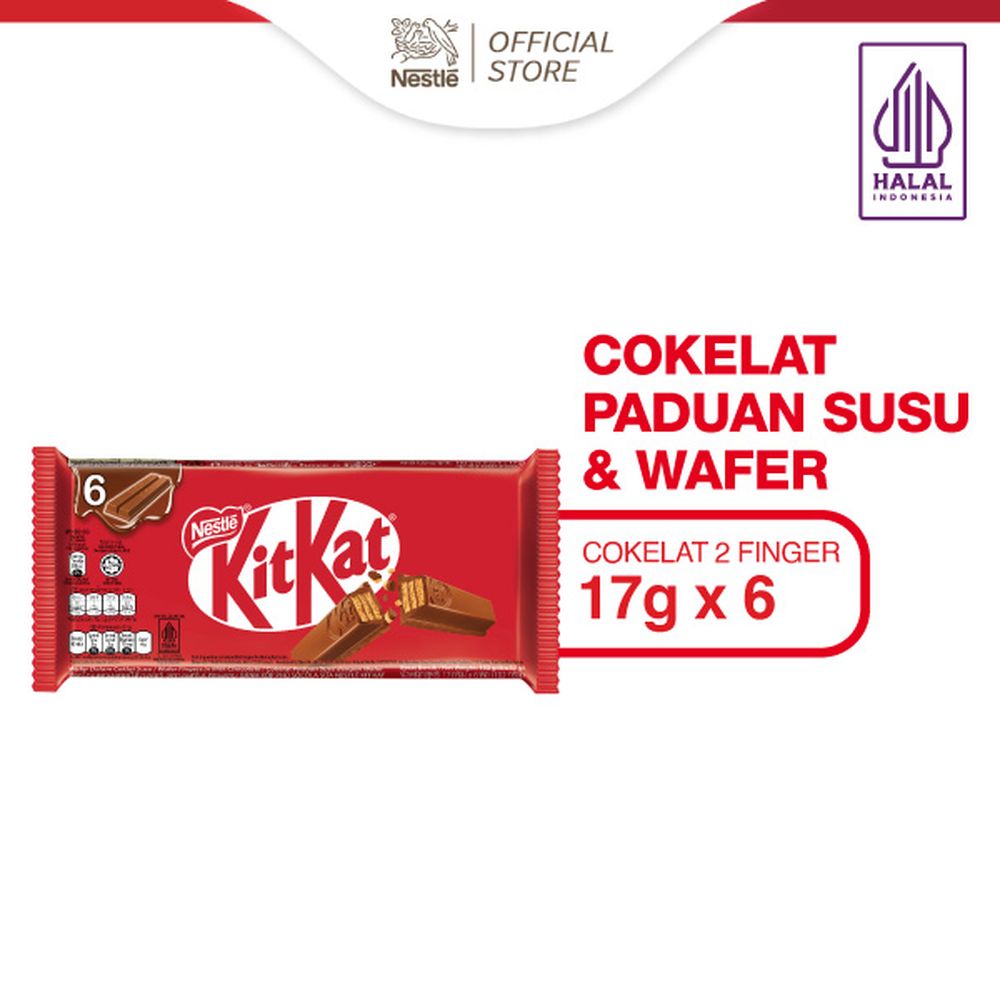 Nestlé
OFFICIAL
STORE
HALAL
INDONESIA
COKELAT
PADUAN SUSU
& WAFER
COKELAT 2 FINGER
17g x 6
6
Nestlé
KitKat